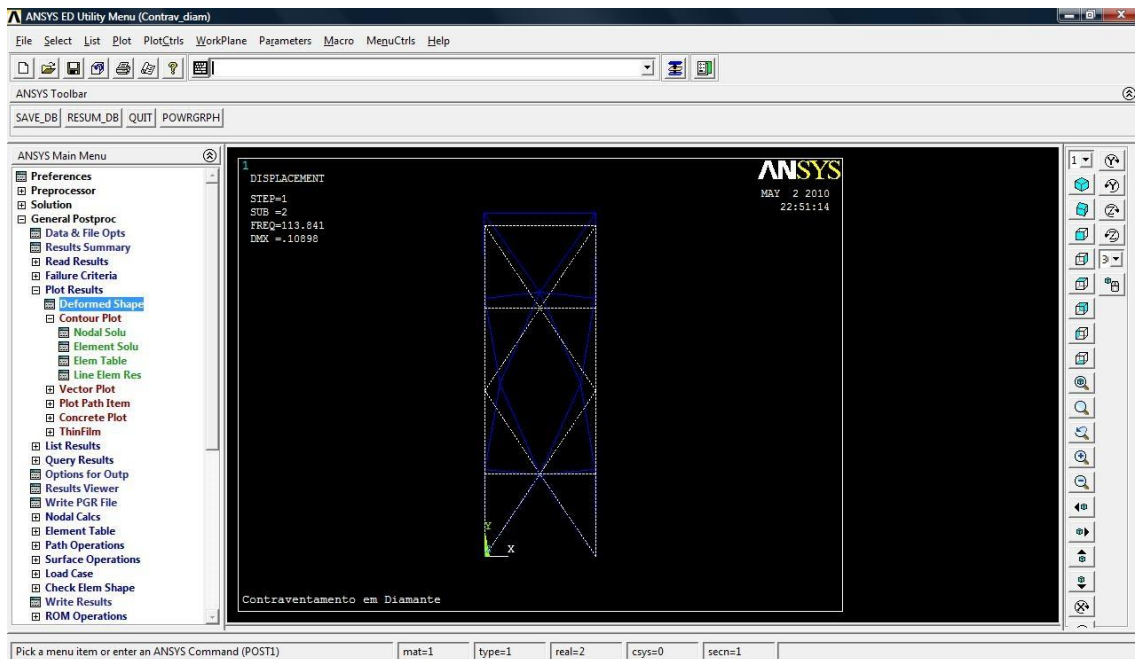 ANSYS ED Utility Menu (Contrav_diam)
File Select List Plot PlotCtrls WorkPlane Parameters Macro MenuCtrls Help
ANSYS Toolbar
SAVE_DB RESUM_DB QUIT POWRGRPH
ANSYS Main Menu
Preferences
Preprocessor
Solution
General Postproc
Data & File Opts
Results Summary
Read Results
Failure Criteria
Plot Results
Deformed Shape
Contour Plot
Nodal Solu
Element Solu
Elem Table
Line Elem Res
Vector Plot
Plot Path Item
Concrete Plot
ThinFilm
List Results
Query Results
Options for Outp
Results Viewer
Write PGR File
Nodal Calcs
Element Table
Path Operations
Surface Operations
Load Case
Check Elem Shape
Write Results
ROM Operations
1
DISPLACEMENT
STEP=1
SUB =2
FREQ=113.841
DMX =.10898
ANSYS
MAY 2 2010
22:51:14
Y
X
Contraventamento em Diamante
1
3
Pick a menu item or enter an ANSYS Command (POST1)
mat=1
type=1
real=2
csys=0
secn=1